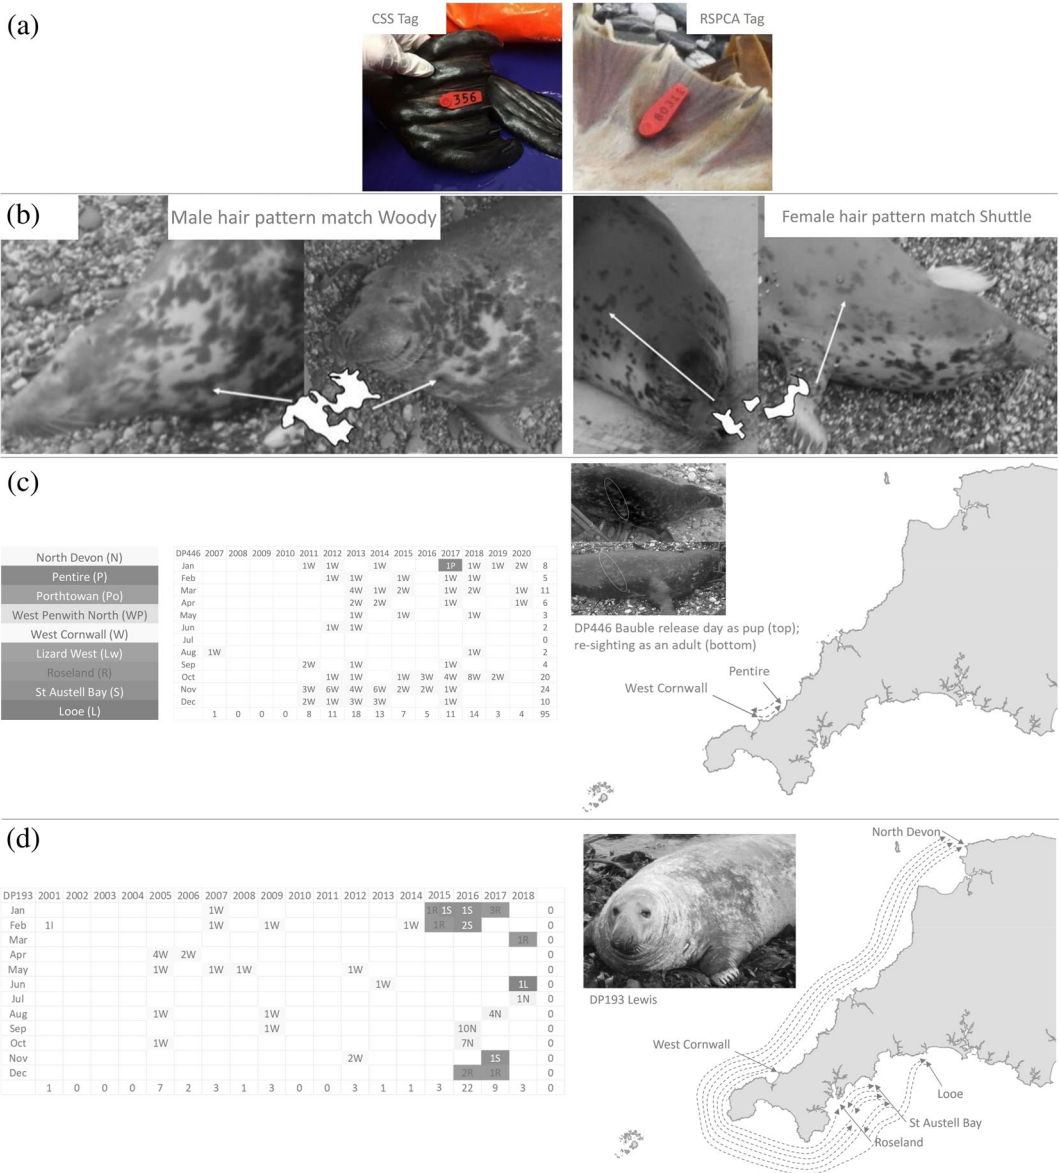 (a)
CSS Tag
RSPCA Tag
356
80313
(b)
Male hair pattern match Woody
Female hair pattern match Shuttle
(c)
North Devon (N)
Pentire (P)
Porthtowan (Po)
West Penwith North (WP)
West Cornwall (W)
Lizard West (Lw)
Roseland (R)
St Austell Bay (S)
Looe (L)
DP446 2007 2008 2009 2010 2011 2012 2013 2014 2015 2016 2017 2018 2019 2020
Jan 1W 1W 1W 1P 1W 1W 2W 8
Feb 1W 1W 1W 1W 1W 5
Mar 4W 1W 2W 1W 2W 1W 11
Apr 2W 2W 1W 1W 6
May 1W 1W 1W 3
Jun 1W 1W 2
Jul 0
Aug 1W 1W 2
Sep 2W 1W 1W 4
Oct 1W 1W 1W 3W 4W 8W 2W 20
Nov 3W 6W 4W 6W 2W 2W 1W 24
Dec 2W 1W 3W 3W 1W 10
1 0 0 0 8 11 18 13 7 5 11 14 3 4 95
DP446 Bauble release day as pup (top);
re-sighting as an adult (bottom)
Pentire
West Cornwall
(d)
DP193 2001 2002 2003 2004 2005 2006 2007 2008 2009 2010 2011 2012 2013 2014 2015 2016 2017 2018
Jan 1W 1R 1S 1S 3R 0
Feb 1I 1W 1W 1W 1R 2S 0
Mar 1R 0
Apr 4W 2W 0
May 1W 1W 1W 1W 0
Jun 1W 1L 0
Jul 1N 0
Aug 1W 1W 4N 0
Sep 1W 10N 0
Oct 1W 7N 0
Nov 2W 1S 0
Dec 2R 1R 0
1 0 0 0 7 2 3 1 3 0 0 3 1 1 3 22 9 3 0
DP193 Lewis
North Devon
West Cornwall
Looe
St Austell Bay
Roseland